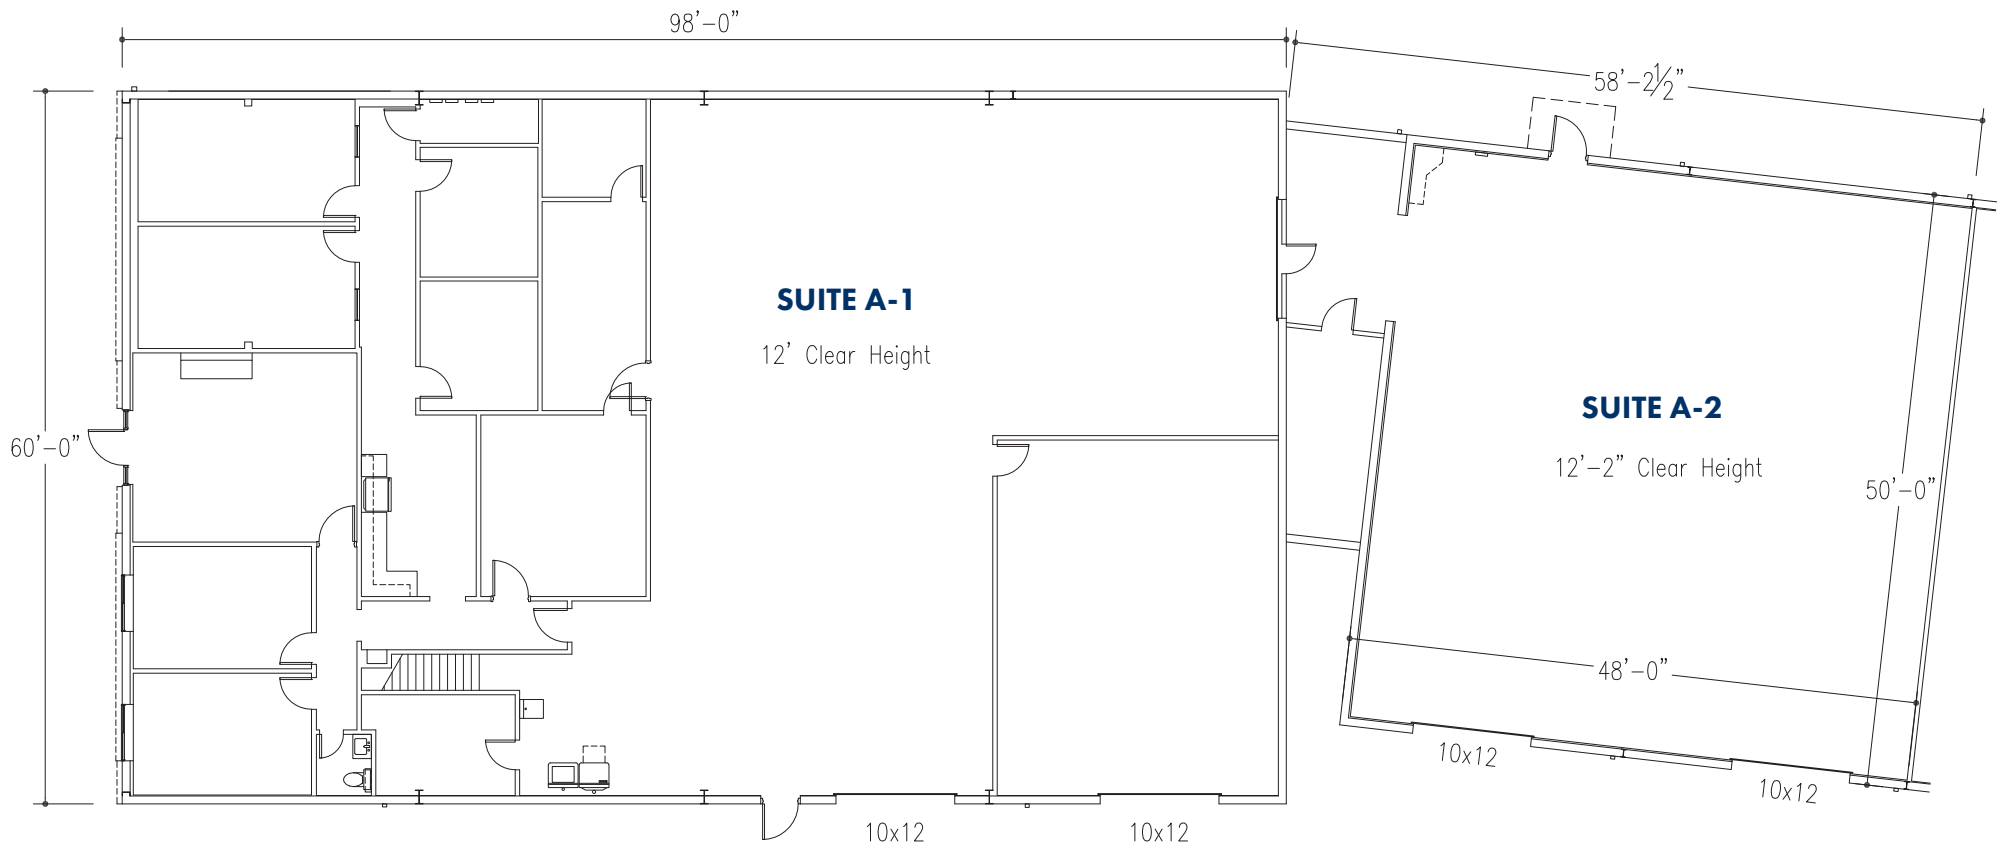 98'-0"
58'-2½"
SUITE A-1
12' Clear Height
SUITE A-2
60'-0"
12'-2" Clear Height
50'-0"
48'-0"
10x12
10x12
10x12
10x12